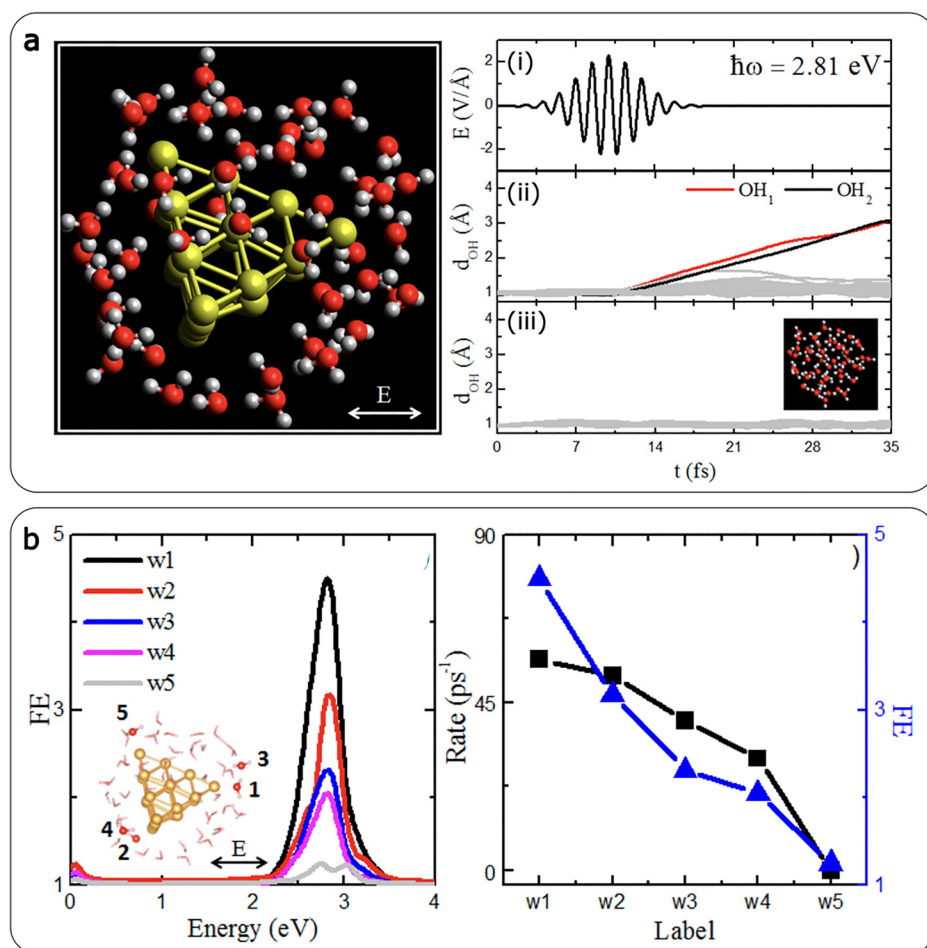 a
E
(i)
ħω = 2.81 eV
E (V/Å)
2
0
-2
(ii)
OH₁
OH₂
d_OH (Å)
4
3
2
1
(iii)
d_OH (Å)
4
3
2
1
0 7 14 21 28 35
t (fs)
b
FE
5
3
1
w1
w2
w3
w4
w5
5
3
1
4
2
E
0 1 2 3 4
Energy (eV)
)
Rate (ps⁻¹)
90
45
0
FE
5
3
1
w1 w2 w3 w4 w5
Label